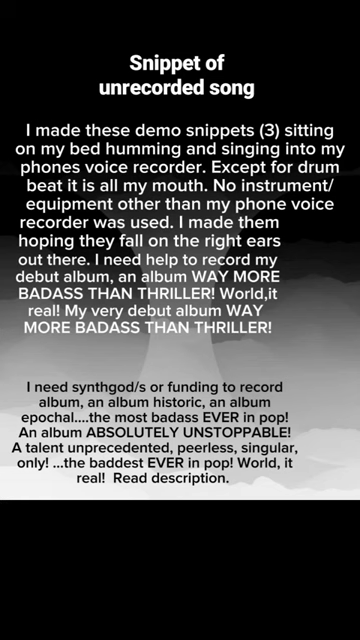 Snippet of
unrecorded song
I made these demo snippets (3) sitting
on my bed humming and singing into my
phones voice recorder. Except for drum
beat it is all my mouth. No instrument/
equipment other than my phone voice
recorder was used. I made them
hoping they fall on the right ears
out there. I need help to record my
debut album, an album WAY MORE
BADASS THAN THRILLER! World,it
real! My very debut album WAY
MORE BADASS THAN THRILLER!
I need synthgod/s or funding to record
album, an album historic, an album
epochal....the most badass EVER in pop!
An album ABSOLUTELY UNSTOPPABLE!
A talent unprecedented, peerless, singular,
only! ...the baddest EVER in pop! World, it
real!  Read description.